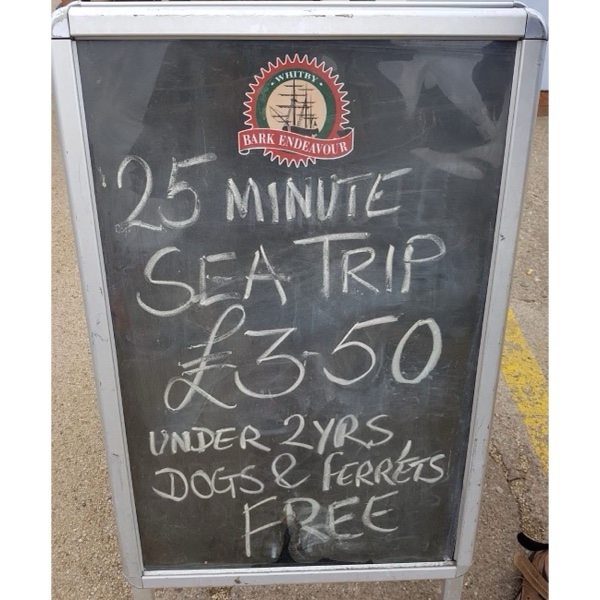 WHITBY
BARK ENDEAVOUR
25 MINUTE
SEA TRIP
£3.50
UNDER 2YRS,
DOGS & FERRETS
FREE